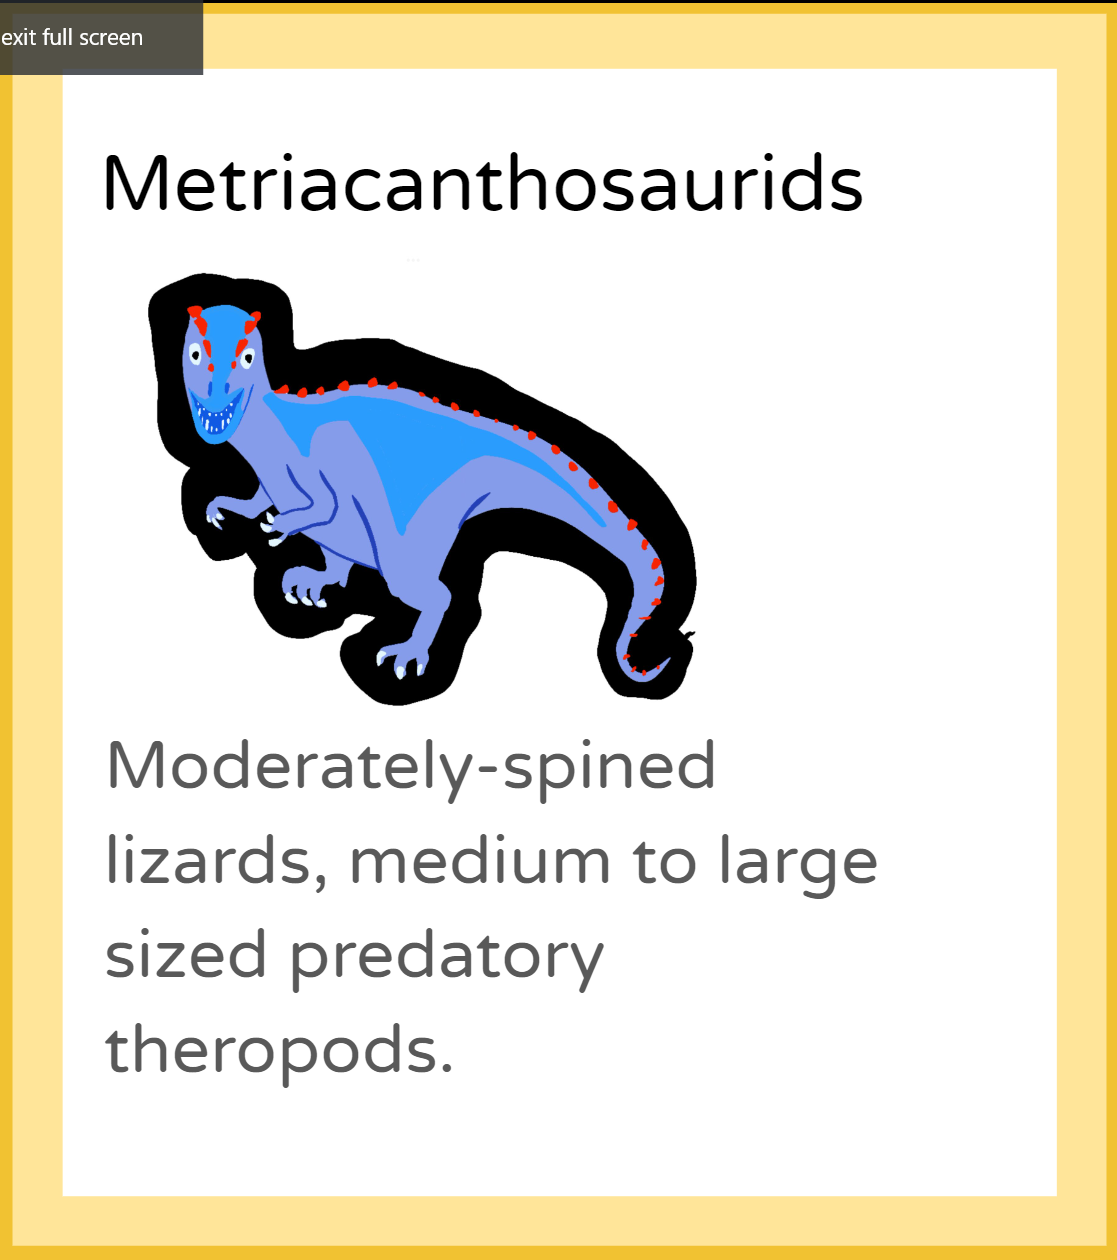 exit full screen
Metriacanthosaurids
Moderately-spined
lizards, medium to large
sized predatory
theropods.